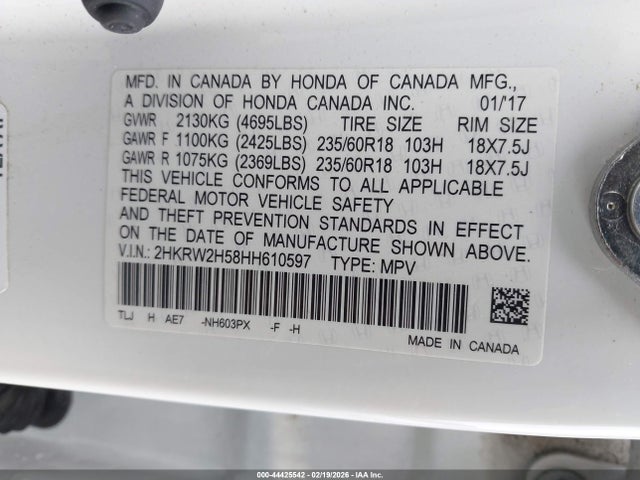 MFD. IN CANADA BY HONDA OF CANADA MFG.,
A DIVISION OF HONDA CANADA INC. 01/'17
GVWR 2130KG (4695LBS) TIRE SIZE RIM SIZE
GAWR F 1100KG (2425LBS) 235/60R18 103H 18X7.5J
GAWR R 1075KG (2369LBS) 235/60R18 103H 18X7.5J
THIS VEHICLE CONFORMS TO ALL APPLICABLE
FEDERAL MOTOR VEHICLE SAFETY
AND THEFT PREVENTION STANDARDS IN EFFECT
ON THE DATE OF MANUFACTURE SHOWN ABOVE.
V.I.N.: 2HKRW2H58HH610597 TYPE: MPV
TLJ H AE7 -NH603PX -F -H
MADE IN CANADA
000-44425542 - 02/19/2026 - IAAI, Inc.